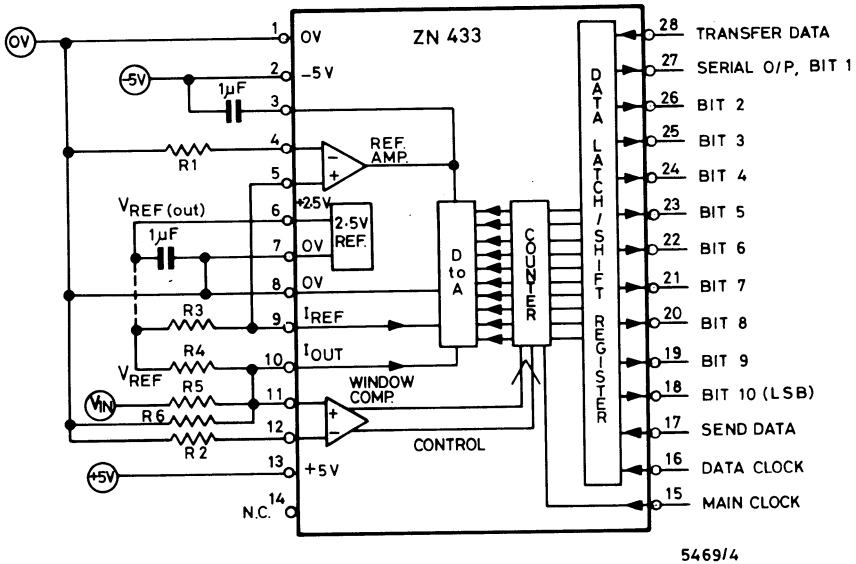 ZN 433
0V
-5V
+5V
VIN
1 0V
2 -5V
1µF
3
4
R1
REF. AMP.
- +
5
+2.5V
VREF(out)
6
2.5V REF.
1µF
7 0V
8 0V
R3
9 IREF
R4
10 IOUT
VREF
R5
11
WINDOW COMP.
+ -
R6
12
R2
CONTROL
13 +5V
N.C. 14
D to A
COUNTER
DATA LATCH/SHIFT REGISTER
28 TRANSFER DATA
27 SERIAL O/P, BIT 1
26 BIT 2
25 BIT 3
24 BIT 4
23 BIT 5
22 BIT 6
21 BIT 7
20 BIT 8
19 BIT 9
18 BIT 10 (LSB)
17 SEND DATA
16 DATA CLOCK
15 MAIN CLOCK
5469/4